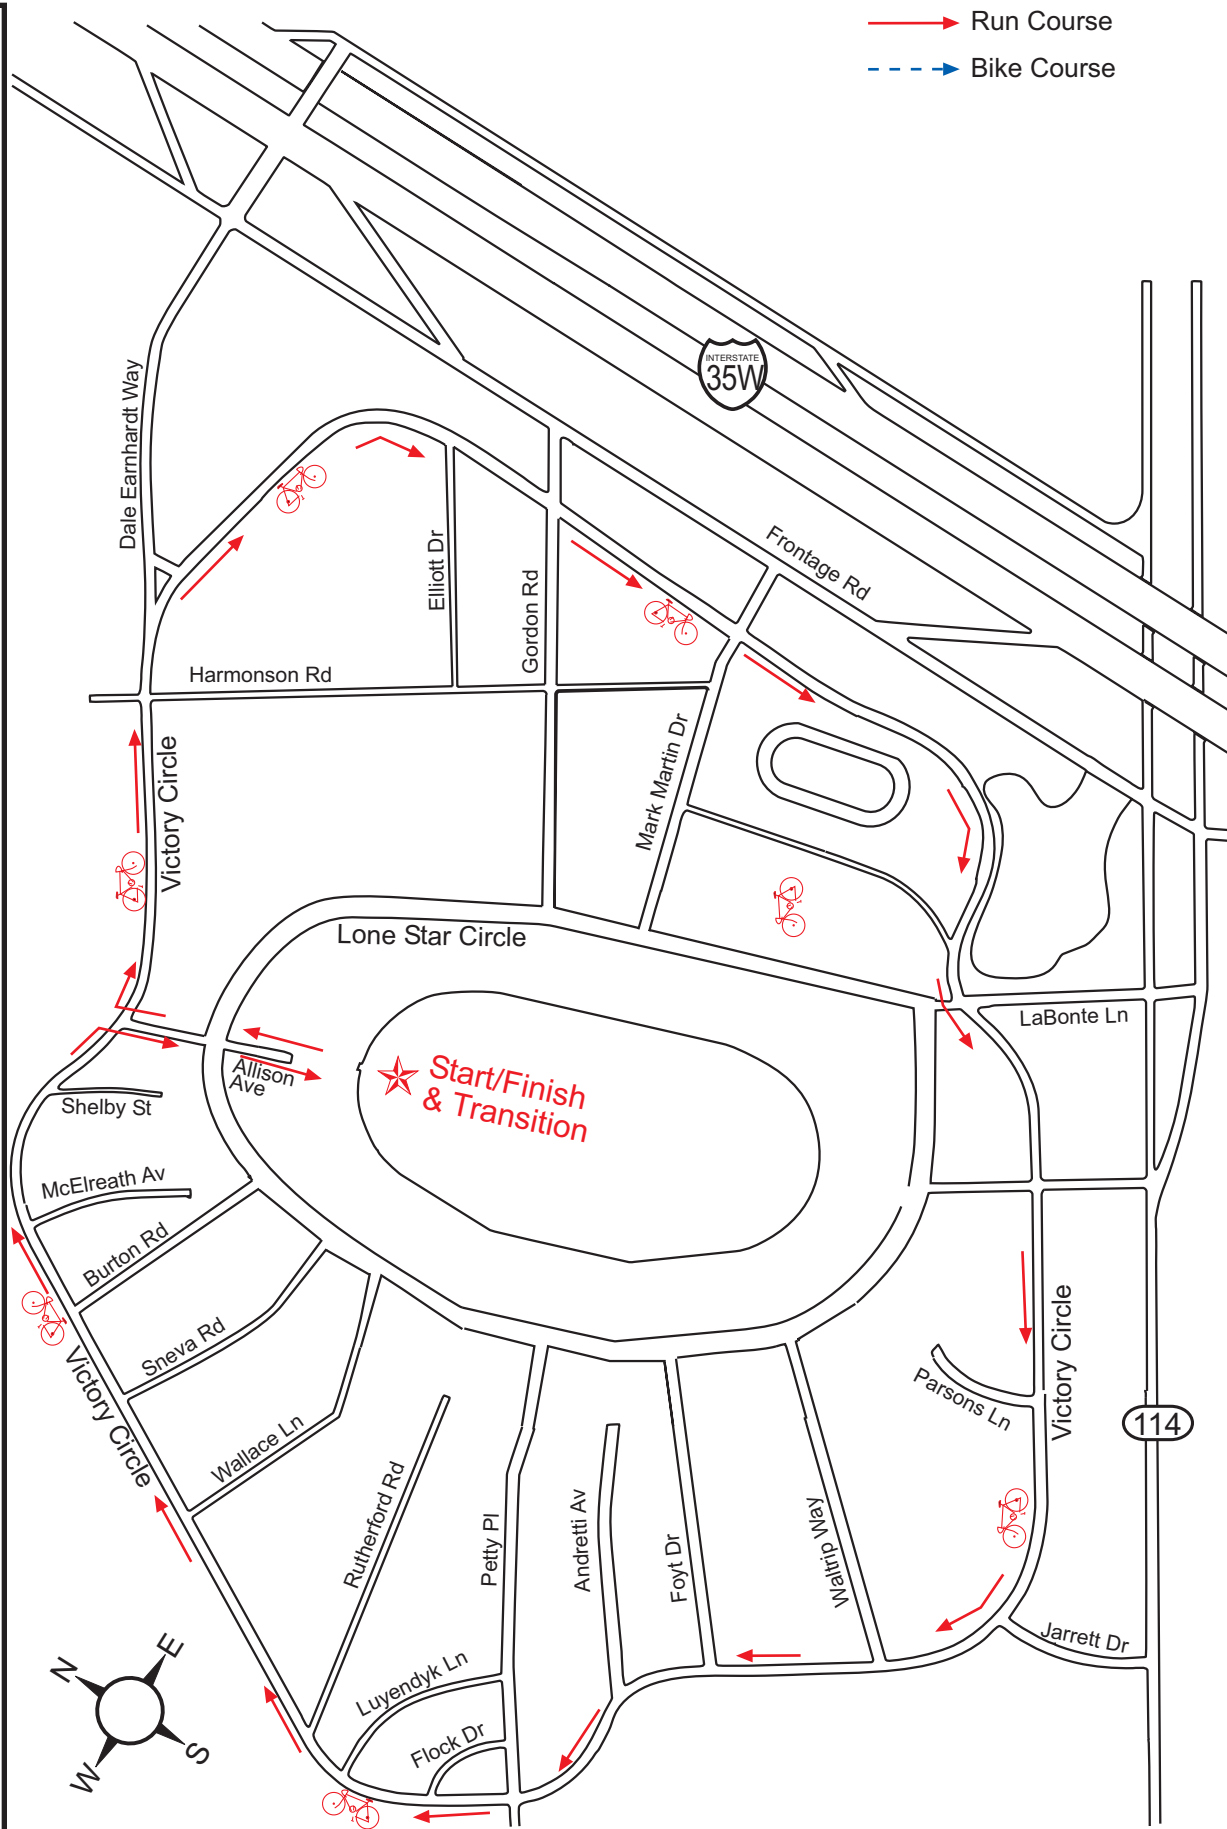 Run Course
Bike Course
INTERSTATE
35W
Dale Earnhardt Way
Frontage Rd
Elliott Dr
Gordon Rd
Harmonson Rd
Mark Martin Dr
Victory Circle
Lone Star Circle
LaBonte Ln
Allison
Ave
Start/Finish
& Transition
Shelby St
McElreath Av
Burton Rd
Sneva Rd
Victory Circle
Wallace Ln
Rutherford Rd
Petty Pl
Andretti Av
Foyt Dr
Waltrip Way
Parsons Ln
Victory Circle
114
Jarrett Dr
Luyendyk Ln
Flock Dr
N
E
S
W